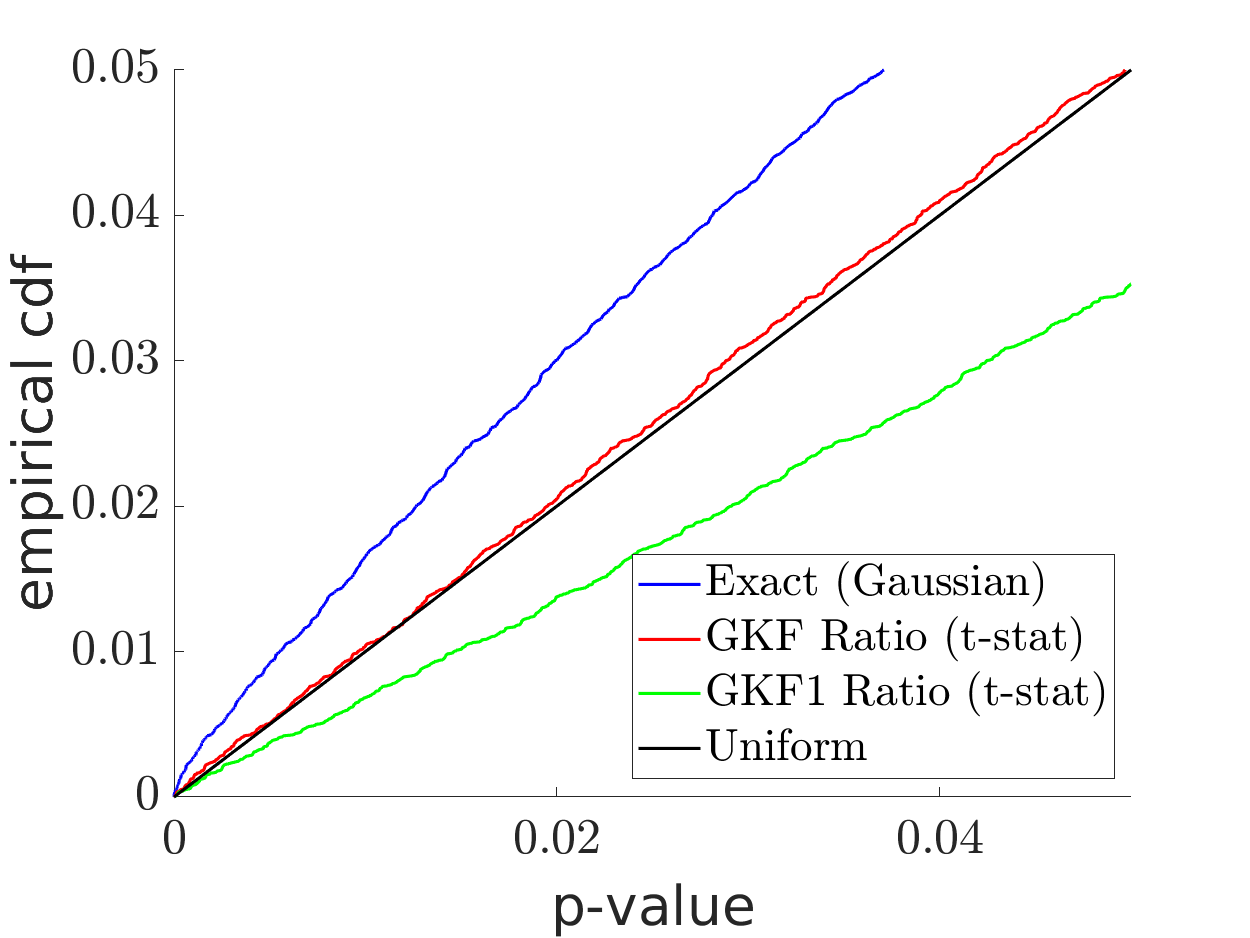 0.05
0.04
0.03
0.02
0.01
0
empirical cdf
Exact (Gaussian)
GKF Ratio (t-stat)
GKF1 Ratio (t-stat)
Uniform
0 0.02 0.04
p-value